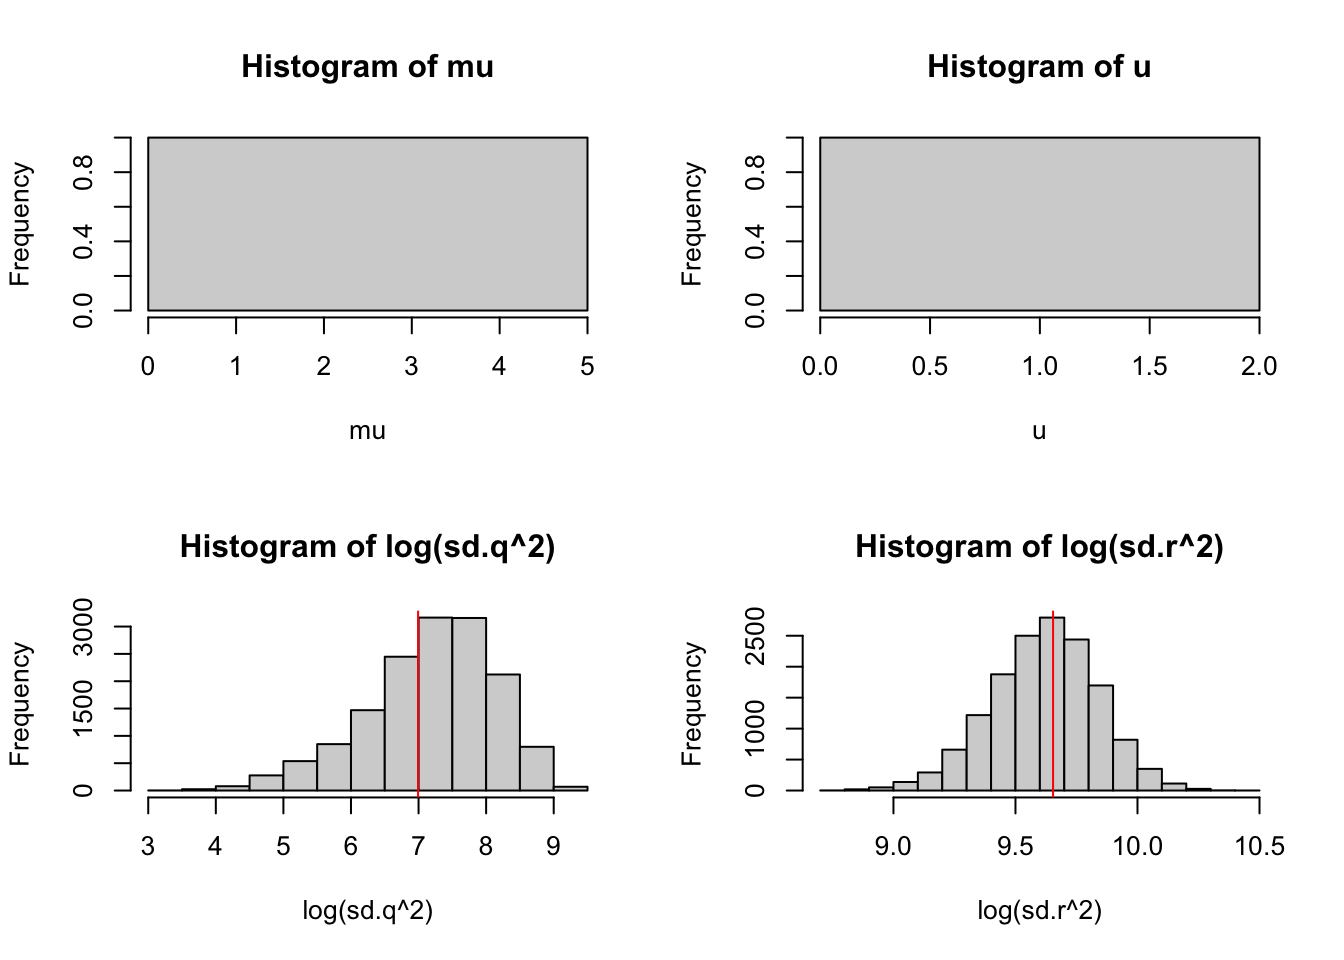 Histogram of mu
Frequency
0.0 0.4 0.8
0 1 2 3 4 5
mu
Histogram of u
Frequency
0.0 0.4 0.8
0.0 0.5 1.0 1.5 2.0
u
Histogram of log(sd.q^2)
Frequency
0 1500 3000
3 4 5 6 7 8 9
log(sd.q^2)
Histogram of log(sd.r^2)
Frequency
0 1000 2500
9.0 9.5 10.0 10.5
log(sd.r^2)